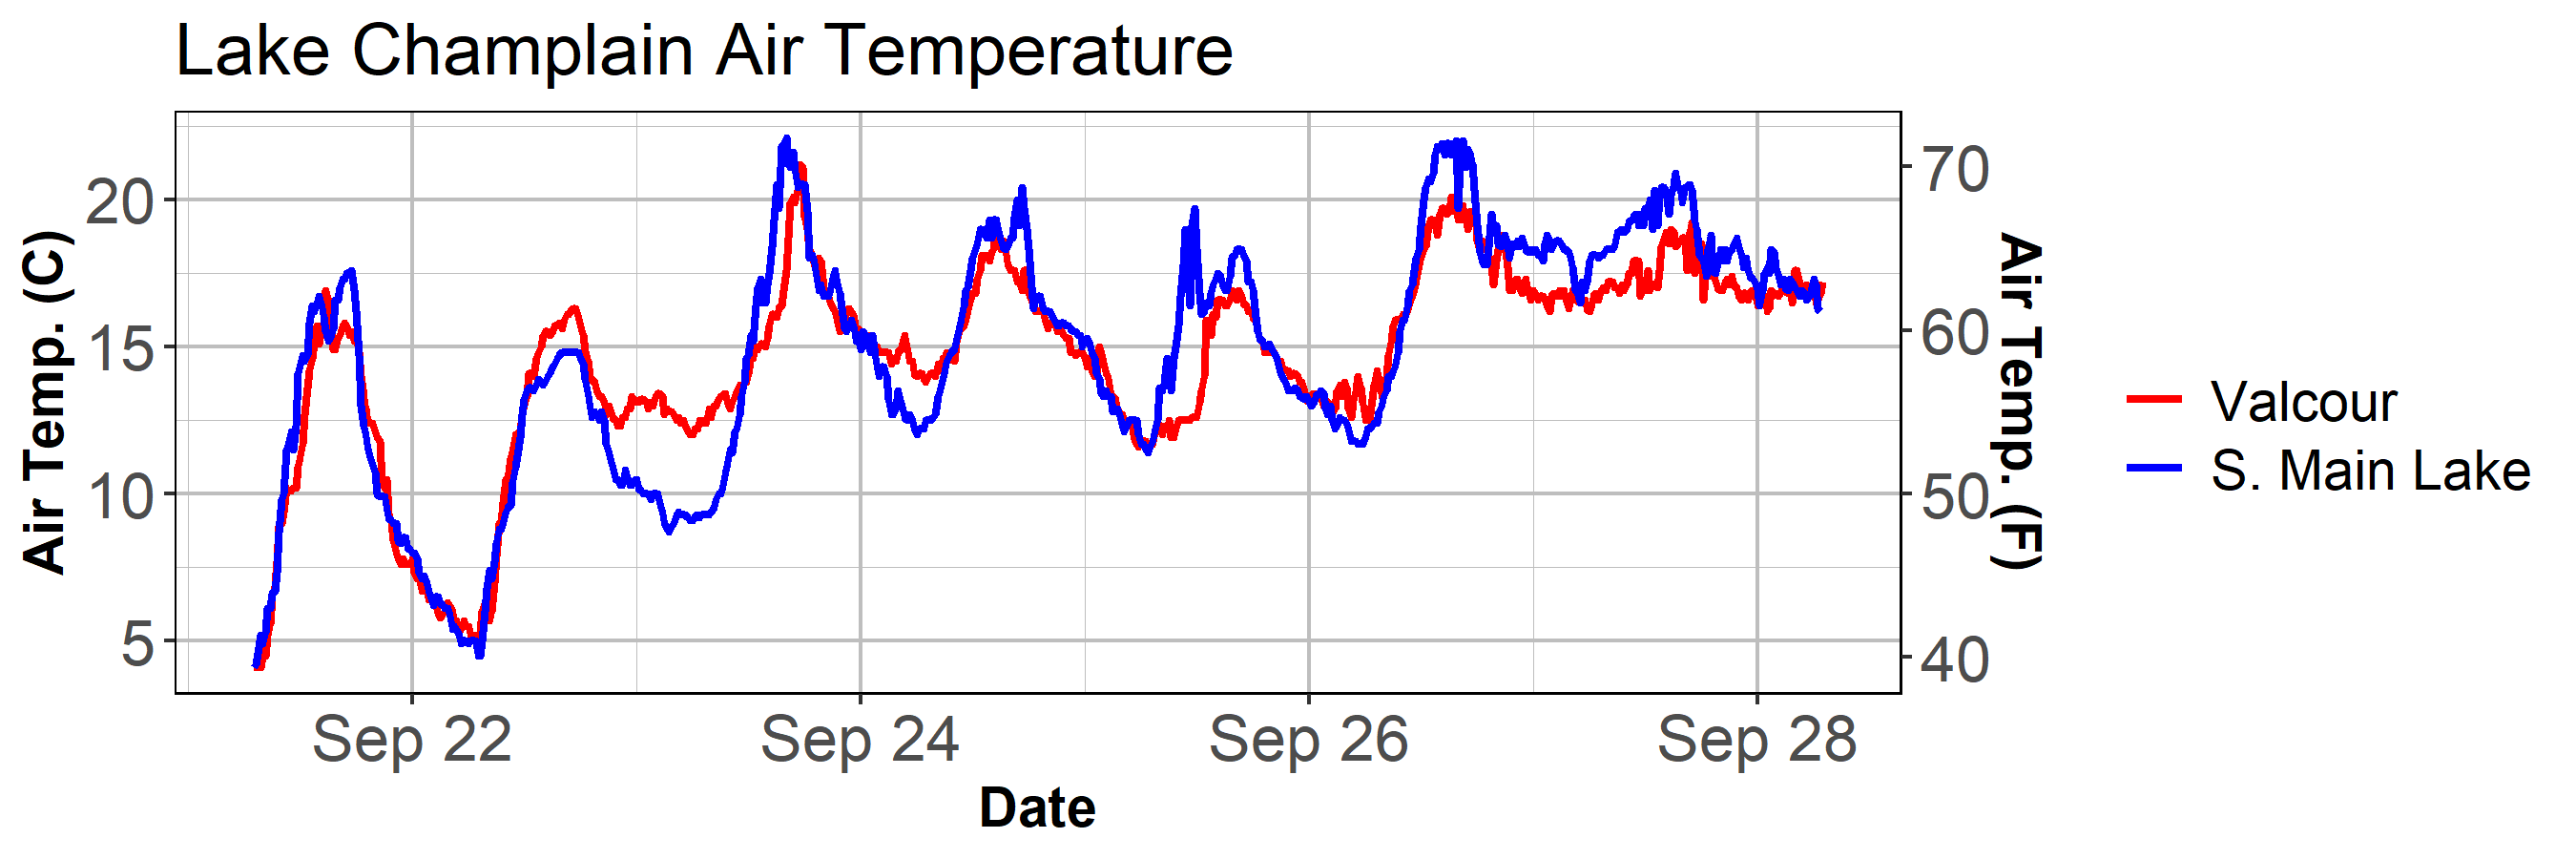 Lake Champlain Air Temperature
Air Temp. (C)
20
15
10
5
70
60
50
40
Air Temp. (F)
Sep 22 Sep 24 Sep 26 Sep 28
Date
Valcour
S. Main Lake